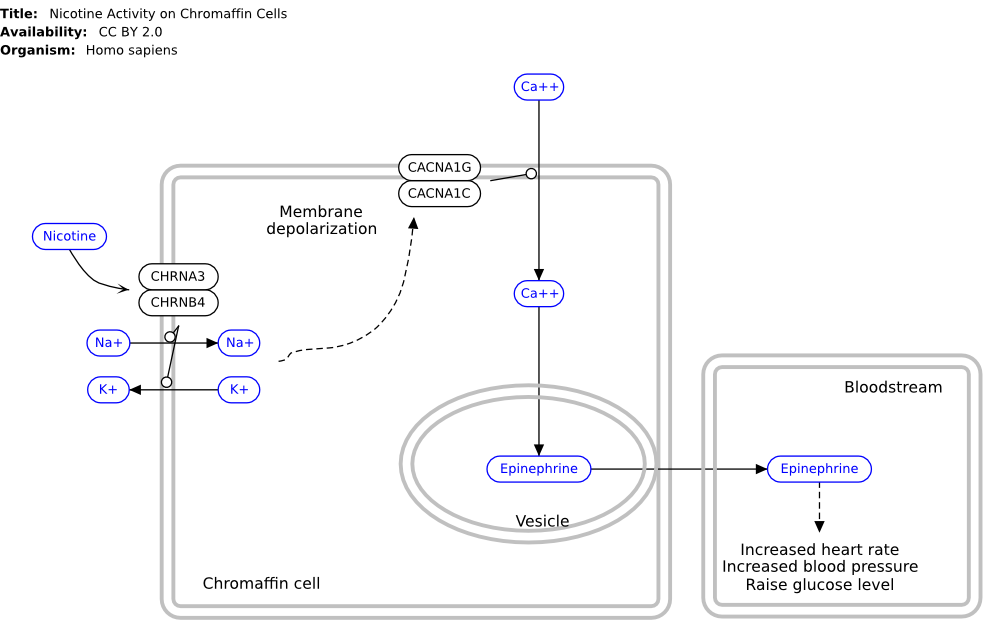 Title: Nicotine Activity on Chromaffin Cells
Availability: CC BY 2.0
Organism: Homo sapiens
Ca++
CACNA1G
CACNA1C
Membrane
depolarization
Nicotine
CHRNA3
CHRNB4
Ca++
Na+ Na+
K+ K+
Bloodstream
Epinephrine Epinephrine
Vesicle
Increased heart rate
Increased blood pressure
Raise glucose level
Chromaffin cell